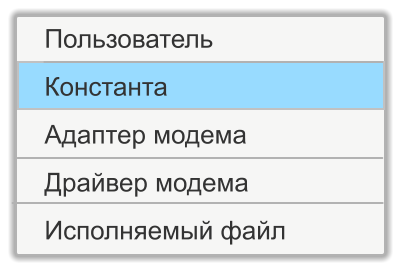 Пользователь
Константа
Адаптер модема
Драйвер модема
Исполняемый файл